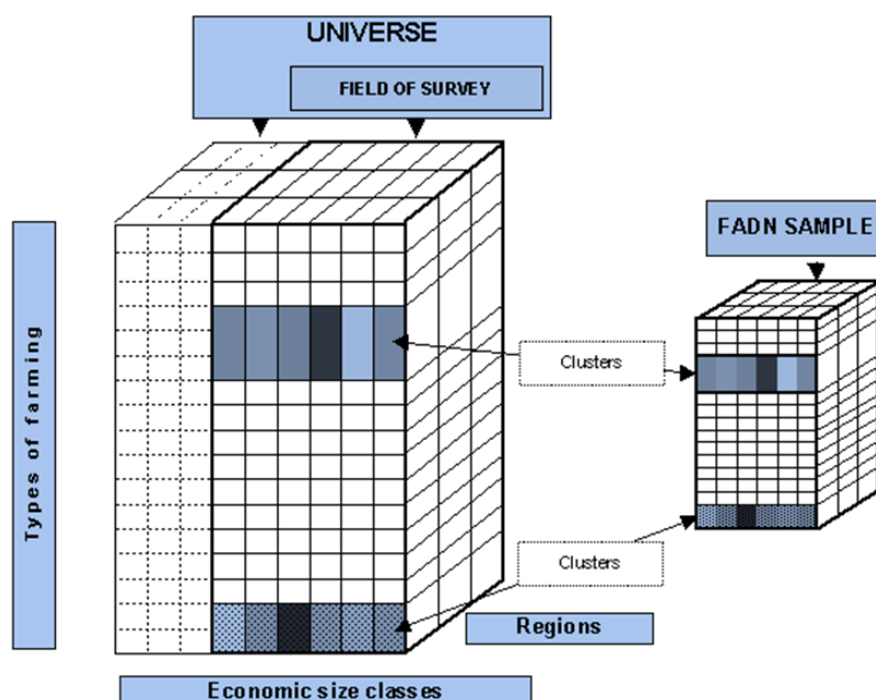 UNIVERSE
FIELD OF SURVEY
FADN SAMPLE
Types of farming
Clusters
Clusters
Regions
Economic size classes